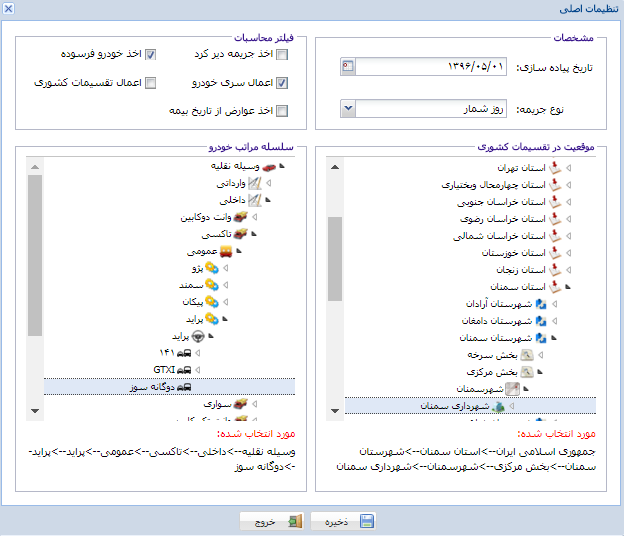 تنظیمات اصلی
مشخصات
تاریخ پیاده سازی:
۱۳۹۶/۰۵/۰۱
نوع جریمه:
روز شمار
فیلتر محاسبات
اخذ جریمه دیر کرد
اخذ خودرو فرسوده
اعمال سری خودرو
اعمال تقسیمات کشوری
اخذ عوارض از تاریخ بیمه
موقعیت در تقسیمات کشوری
استان تهران
استان چهارمحال وبختیاری
استان خراسان جنوبی
استان خراسان رضوی
استان خراسان شمالی
استان خوزستان
استان زنجان
استان سمنان
شهرستان آرادان
شهرستان دامغان
شهرستان سمنان
بخش سرخه
بخش مرکزی
شهرسمنان
شهرداری سمنان
مورد انتخاب شده:
جمهوری اسلامی ایران-->استان سمنان-->شهرستان
سمنان-->بخش مرکزی-->شهرسمنان-->شهرداری سمنان
سلسله مراتب خودرو
وسیله نقلیه
وارداتی
داخلی
وانت دوکابین
تاکسی
عمومی
پژو
سمند
پیکان
پراید
پراید
۱۴۱
GTXI
دوگانه سوز
سواری
مورد انتخاب شده:
وسیله نقلیه-->داخلی-->تاکسی-->عمومی-->پراید-->پراید-
->دوگانه سوز
ذخیره
خروج